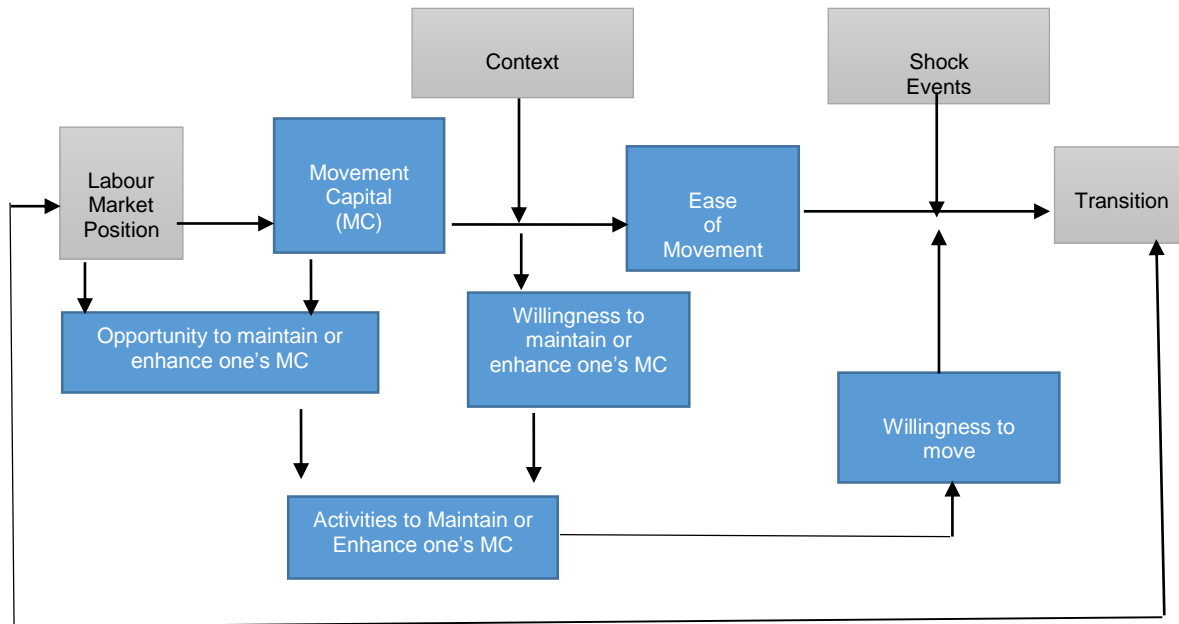 Context
Shock
Events
Labour
Market
Position
Movement
Capital
(MC)
Ease
of
Movement
Transition
Opportunity to maintain or
enhance one’s MC
Willingness to
maintain or
enhance one’s MC
Willingness to
move
Activities to Maintain or
Enhance one’s MC